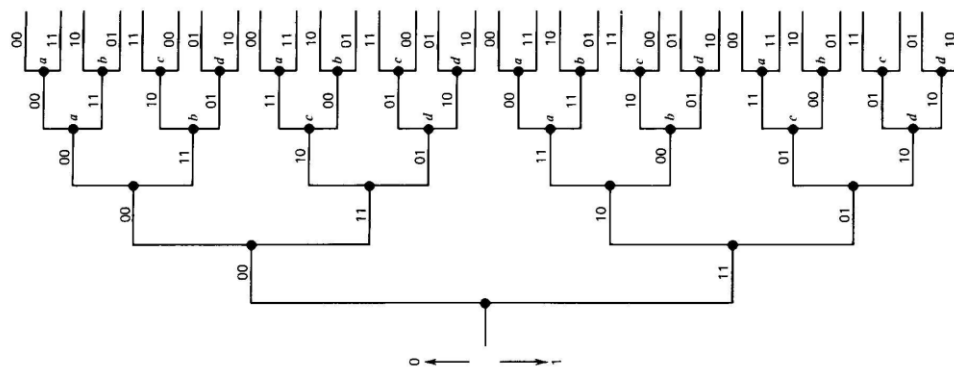 00 11 10 01 11 00 01 10 00 11 10 01 11 00 01 10 00 11 10 01 11 00 01 10 00 11 10 01 11 00 01 10
a b c d a b c d a b c d a b c d
00 11 10 01 11 00 01 10 00 11 10 01 11 00 01 10
a b c d a b c d
00 11 10 01 11 00 01 10
00 11 10 01
00 11
0 1